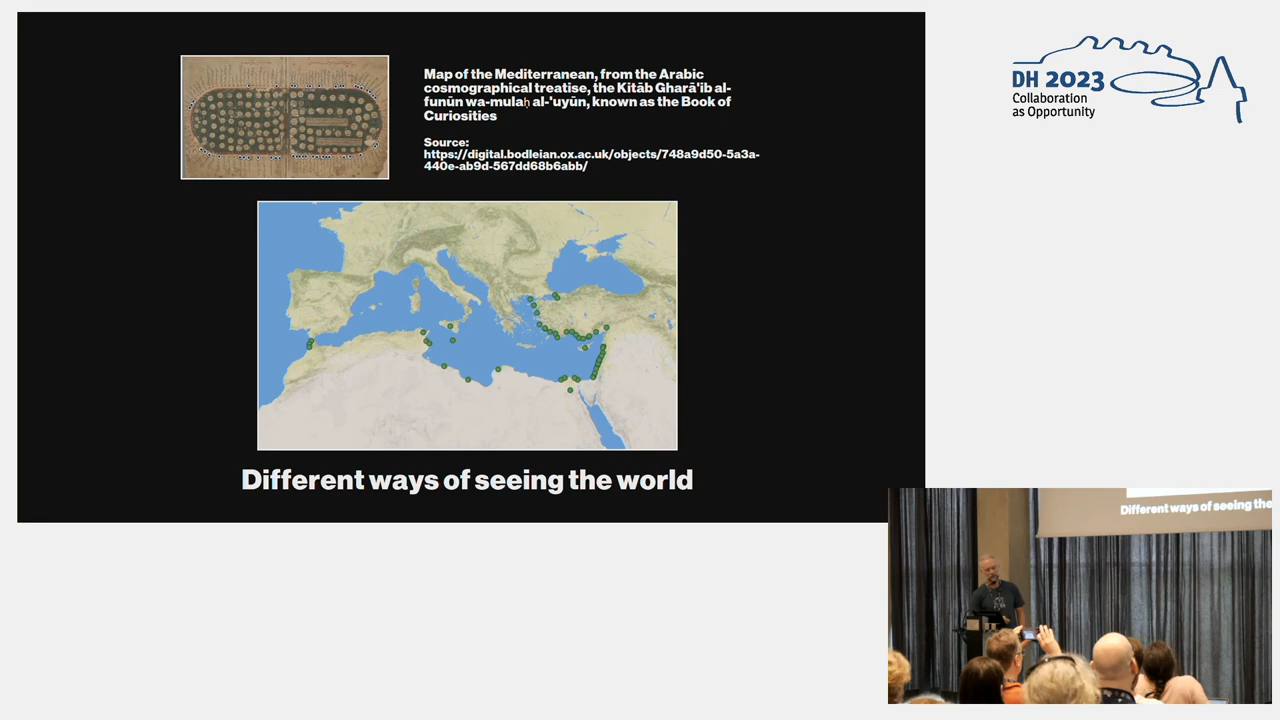 Map of the Mediterranean, from the Arabic
cosmographical treatise, the Kitāb Gharā'ib al-
funūn wa-mulaḥ al-'uyūn, known as the Book of
Curiosities
Source:
https://digital.bodleian.ox.ac.uk/objects/748a9d50-5a3a-
440e-ab9d-567dd68b6abb/
Different ways of seeing the world
DH 2023
Collaboration
as Opportunity
Different ways of seeing the